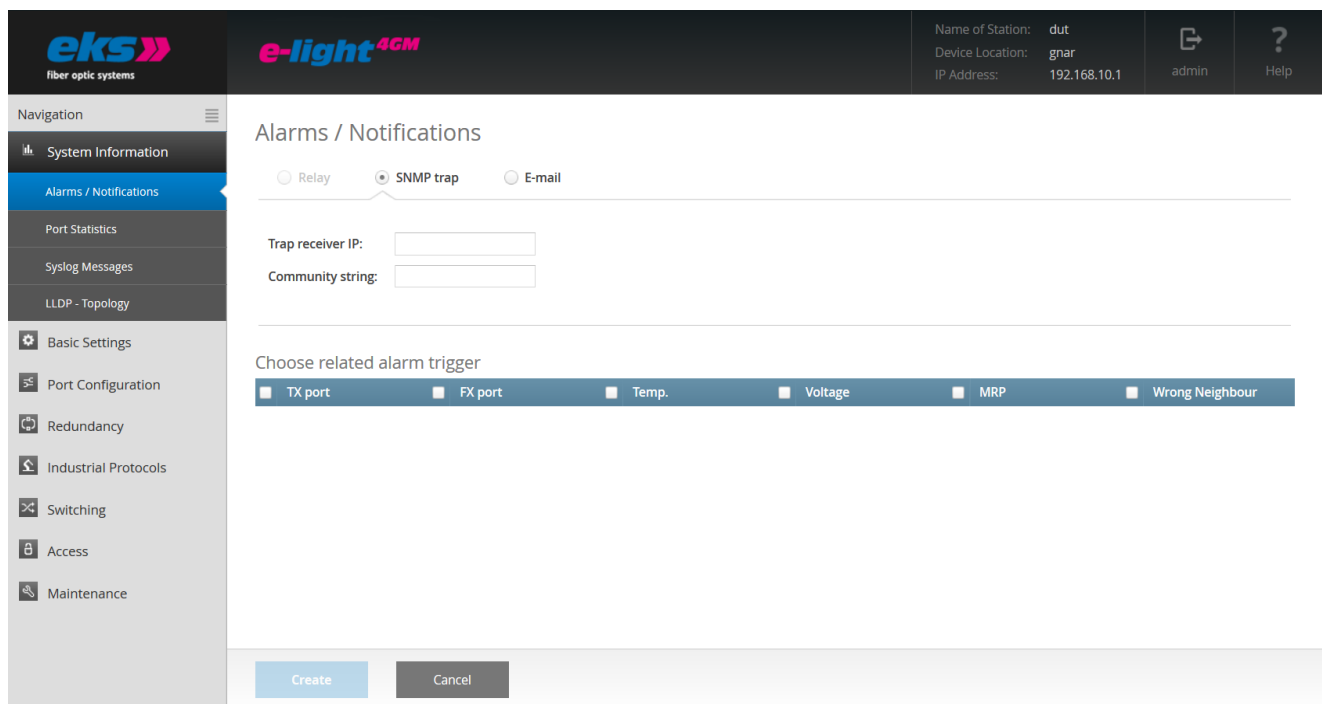 eks
fiber optic systems
e-light 4GM
Name of Station: dut
Device Location: gnar
IP Address: 192.168.10.1
admin
? Help
Navigation
System Information
Alarms / Notifications
Port Statistics
Syslog Messages
LLDP - Topology
Basic Settings
Port Configuration
Redundancy
Industrial Protocols
Switching
Access
Maintenance
Alarms / Notifications
Relay SNMP trap E-mail
Trap receiver IP:
Community string:
Choose related alarm trigger
TX port FX port Temp. Voltage MRP Wrong Neighbour
Create Cancel